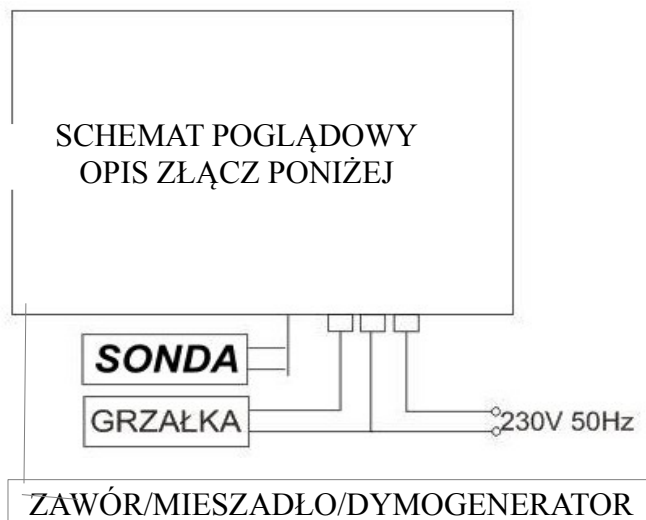 SCHEMAT POGLĄDOWY
OPIS ZŁĄCZ PONIŻEJ
SONDA
GRZAŁKA
230V 50Hz
ZAWÓR/MIESZADŁO/DYMOGENERATOR